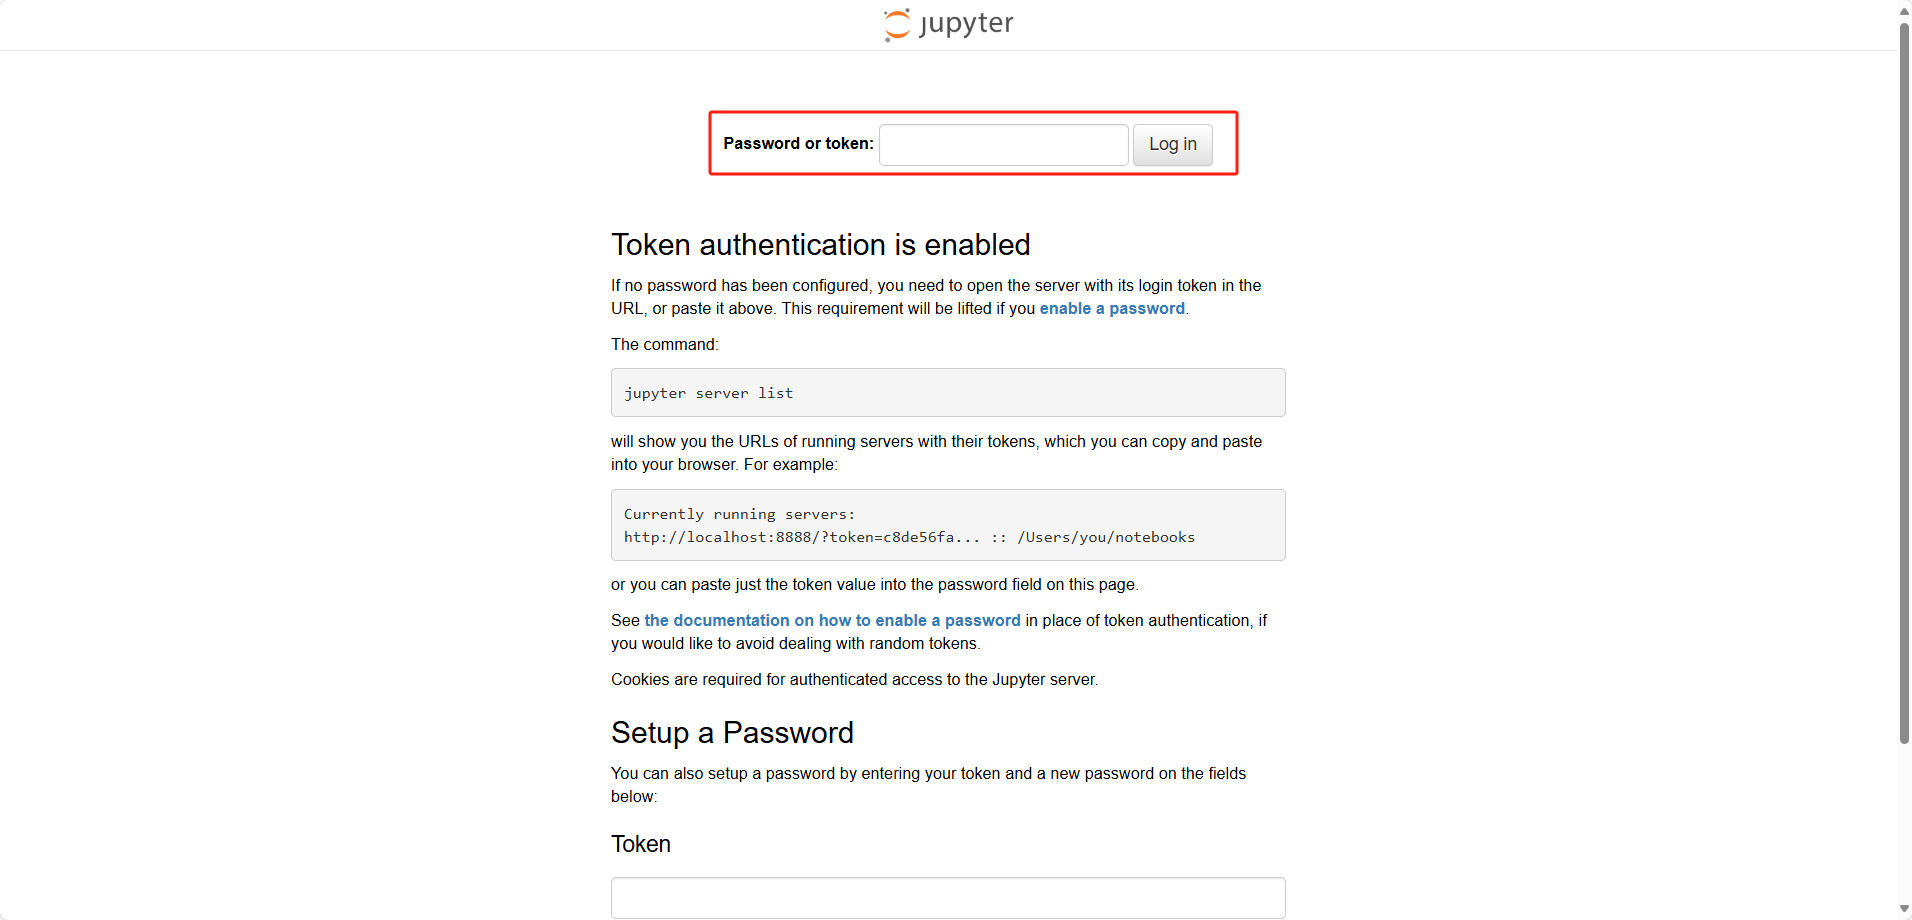 jupyter
Password or token:
Log in
Token authentication is enabled
If no password has been configured, you need to open the server with its login token in the
URL, or paste it above. This requirement will be lifted if you enable a password.
The command:
jupyter server list
will show you the URLs of running servers with their tokens, which you can copy and paste
into your browser. For example:
Currently running servers:
http://localhost:8888/?token=c8de56fa... :: /Users/you/notebooks
or you can paste just the token value into the password field on this page.
See the documentation on how to enable a password in place of token authentication, if
you would like to avoid dealing with random tokens.
Cookies are required for authenticated access to the Jupyter server.
Setup a Password
You can also setup a password by entering your token and a new password on the fields
below:
Token